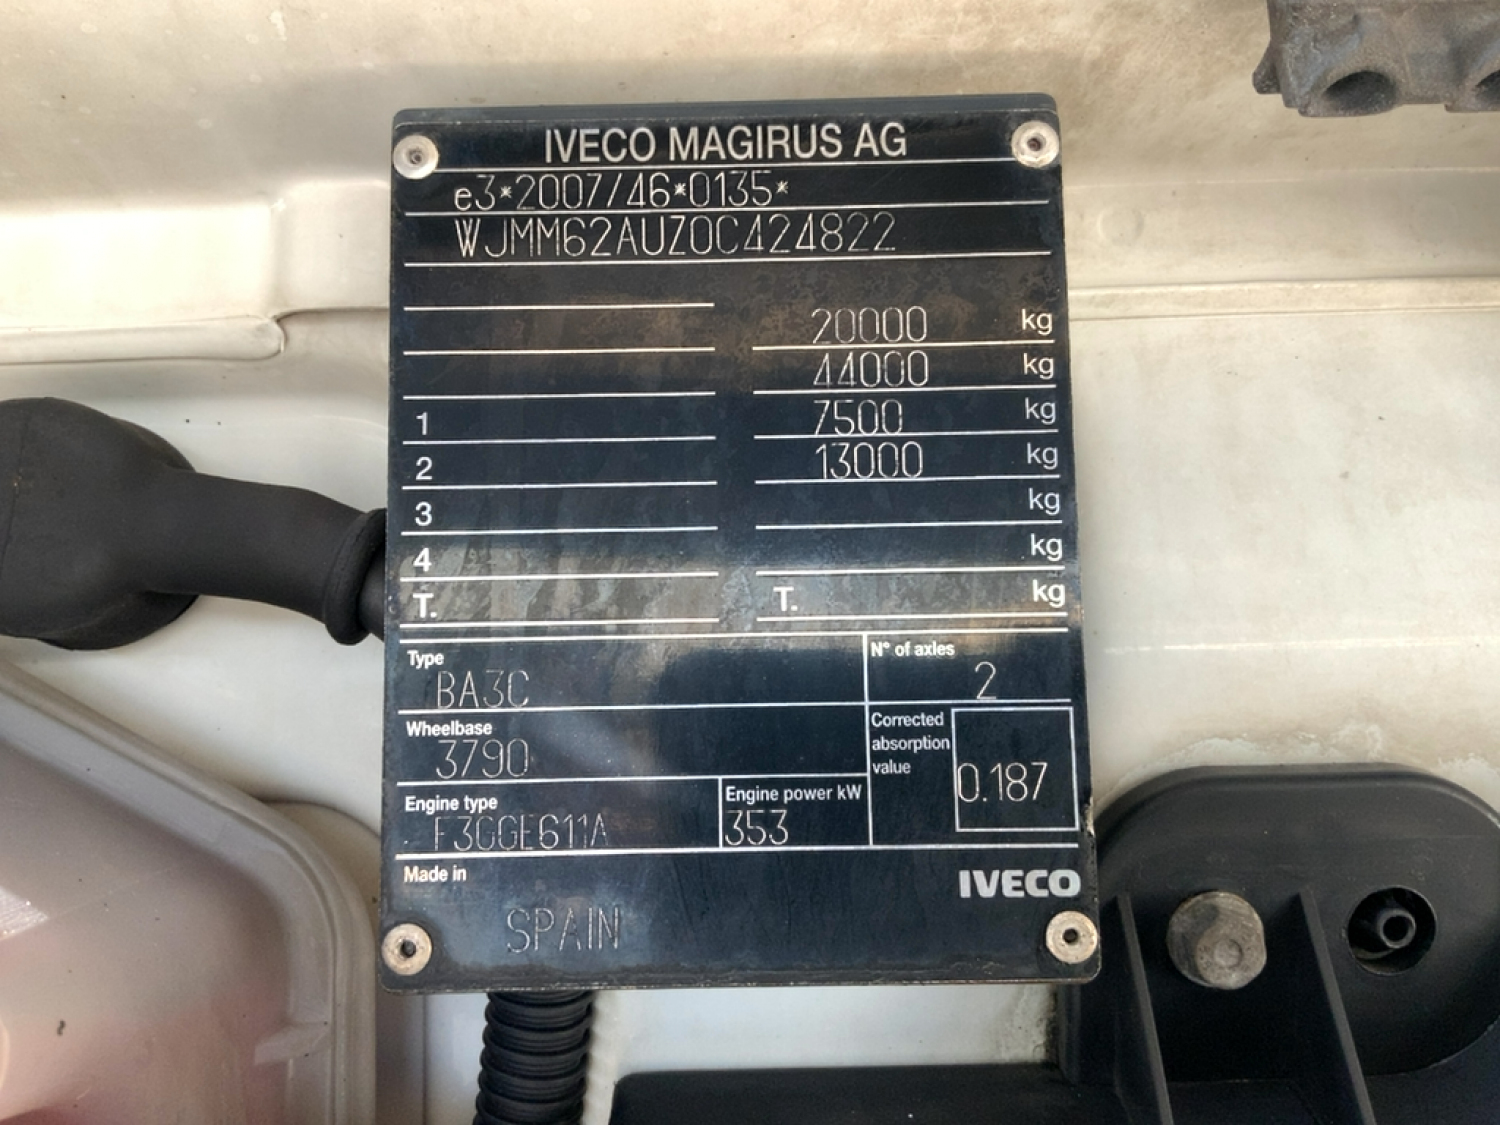 IVECO MAGIRUS AG
e3*2007/46*0135*
WJMM62AUZ0C424822
20000 kg
44000 kg
1 7500 kg
2 13000 kg
3 kg
4 kg
T. T. kg
Type N° of axles
BA3C 2
Wheelbase Corrected absorption value
3790 0.187
Engine type Engine power kW
F3GGE611A 353
Made in IVECO
SPAIN